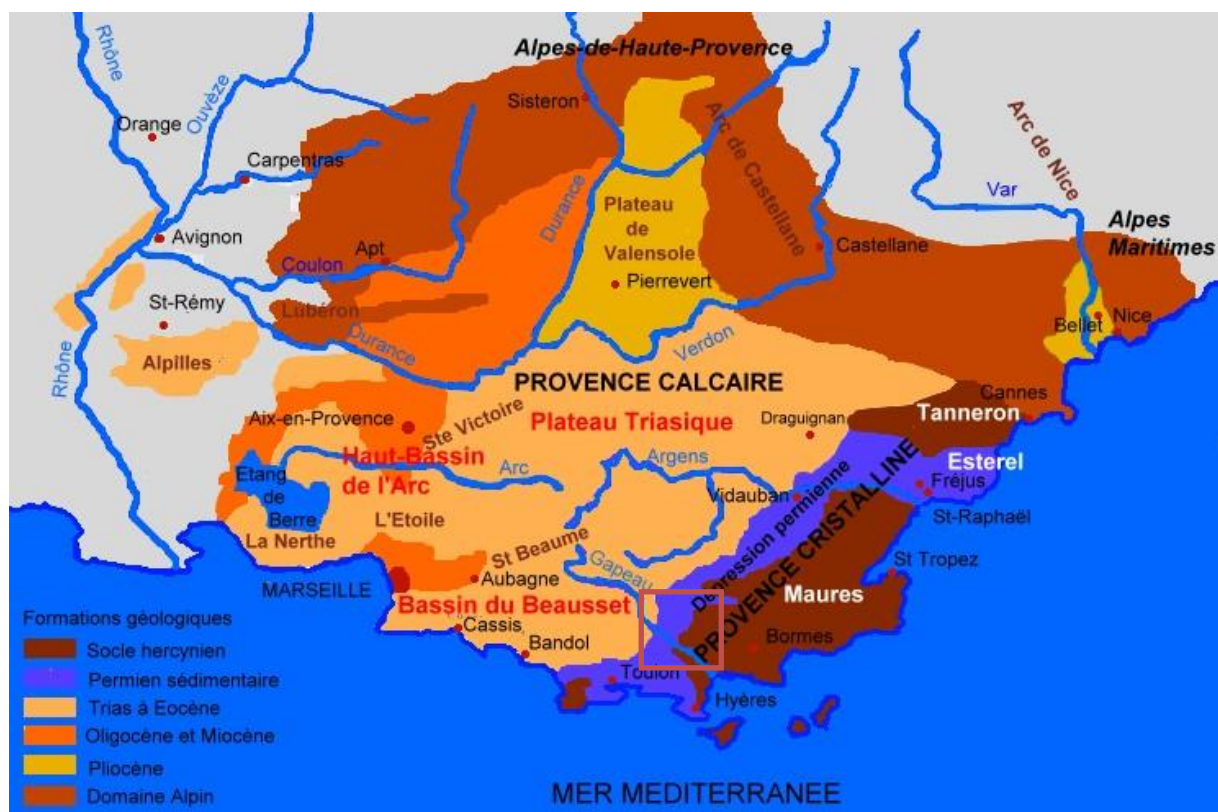 Rhône
Ouvèze
Orange
Carpentras
Avignon
Coulon
Apt
St-Rémy
Alpilles
Rhône
Lubéron
Durance
Alpes-de-Haute-Provence
Sisteron
Durance
Plateau
de
Valensole
Pierrevert
Arc de Castellane
Castellane
Verdon
Var
Arc de Nice
Alpes
Maritimes
Bellet
Nice
Cannes
PROVENCE CALCAIRE
Plateau Triasique
Draguignan
Tanneron
Esterel
Fréjus
St-Raphaël
Aix-en-Provence
Ste Victoire
Haut-Bassin
de l'Arc
Arc
Argens
Vidauban
Etang
de
Berre
L'Etoile
La Nerthe
St Beaume
MARSEILLE
Aubagne
Gapeau
Dépression permienne
PROVENCE CRISTALLINE
St Tropez
Maures
Bormes
Bassin du Beausset
Cassis
Bandol
Toulon
Hyères
Formations géologiques
Socle hercynien
Permien sédimentaire
Trias à Eocène
Oligocène et Miocène
Pliocène
Domaine Alpin
MER MEDITERRANEE